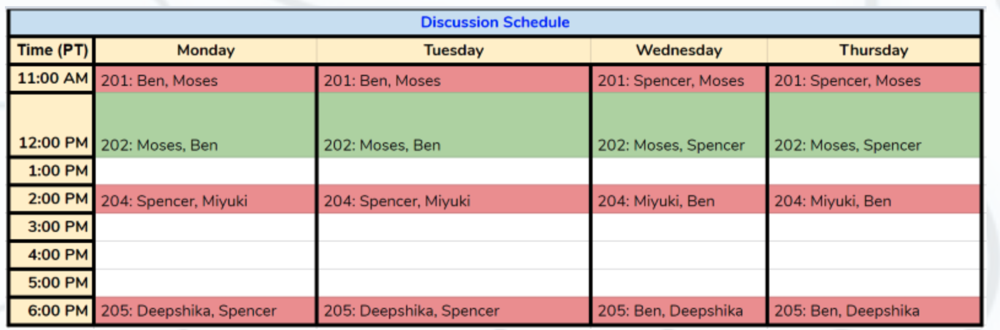 Discussion Schedule
Time (PT) Monday Tuesday Wednesday Thursday
11:00 AM 201: Ben, Moses 201: Ben, Moses 201: Spencer, Moses 201: Spencer, Moses
12:00 PM 202: Moses, Ben 202: Moses, Ben 202: Moses, Spencer 202: Moses, Spencer
1:00 PM
2:00 PM 204: Spencer, Miyuki 204: Spencer, Miyuki 204: Miyuki, Ben 204: Miyuki, Ben
3:00 PM
4:00 PM
5:00 PM
6:00 PM 205: Deepshika, Spencer 205: Deepshika, Spencer 205: Ben, Deepshika 205: Ben, Deepshika